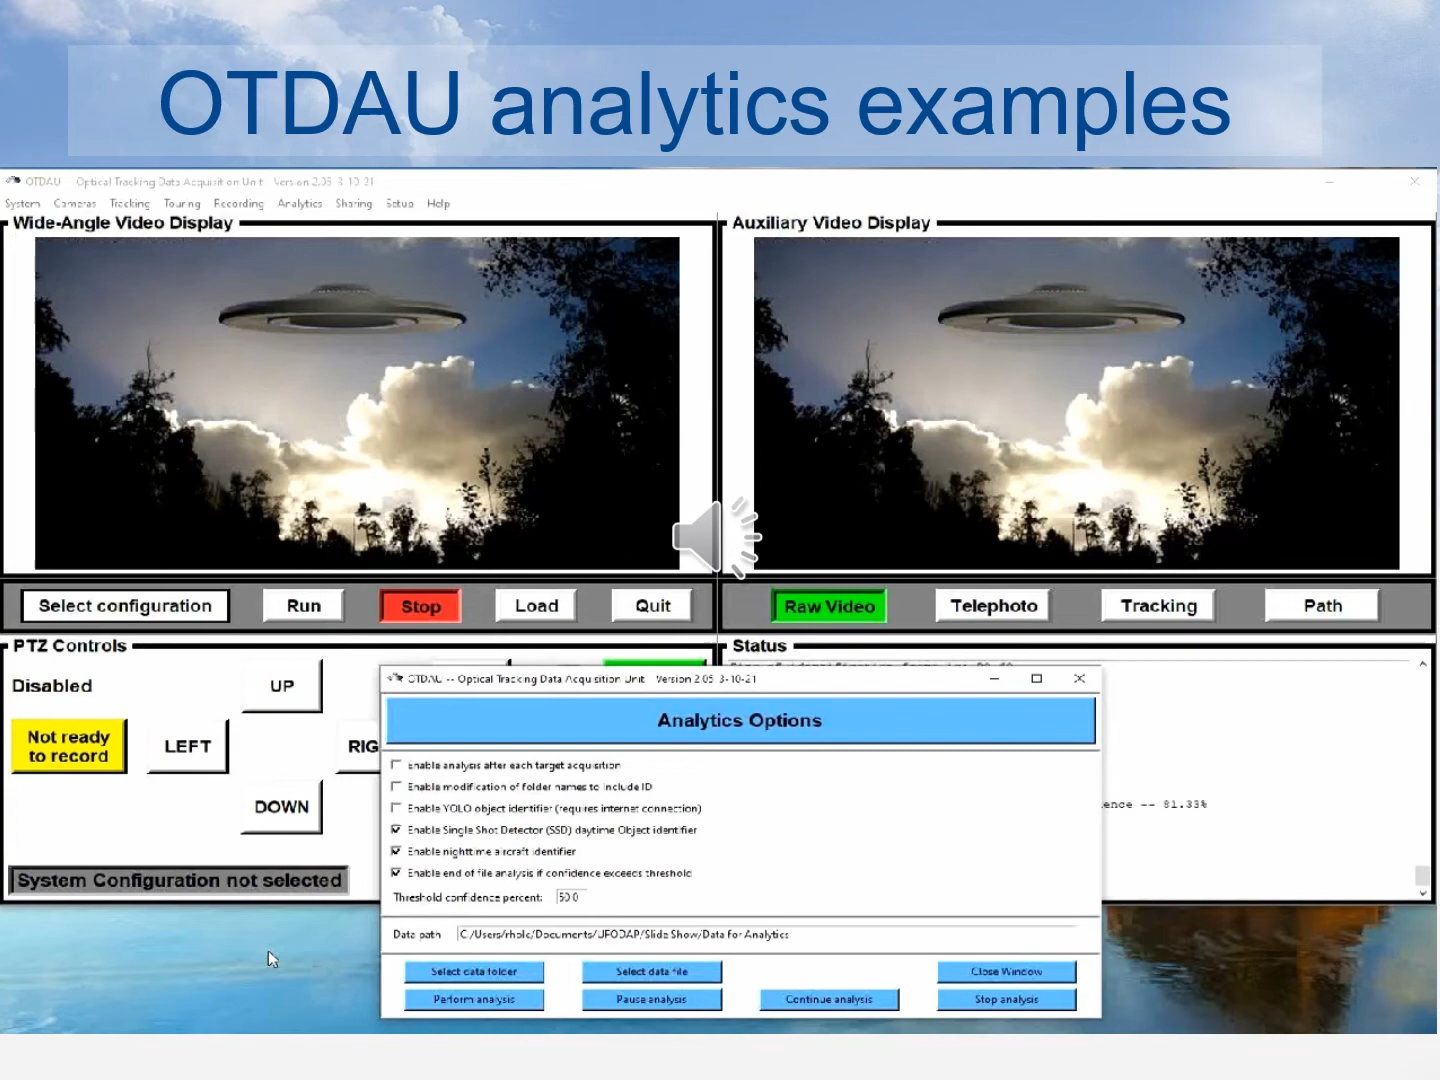 OTDAU analytics examples
OTDAU Optical Tracking Data Acquisition Unit Version 2.05 3-10-21
System Cameras Tracking Touring Recording Analytics Sharing Setup Help
Wide-Angle Video Display
Auxiliary Video Display
Select configuration Run Stop Load Quit
Raw Video Telephoto Tracking Path
PTZ Controls
Status
Disabled
UP
Not ready
to record
LEFT
RIG
DOWN
System Configuration not selected
ence -- 81.33%
OTDAU -- Optical Tracking Data Acquisition Unit Version 2.05 3-10-21
Analytics Options
Enable analysis after each target acquisition
Enable modification of folder names to include ID
Enable YOLO object identifier (requires internet connection)
Enable Single Shot Detector (SSD) daytime Object identifier
Enable nighttime aircraft identifier
Enable end of file analysis if confidence exceeds threshold
Threshold confidence percent: 50.0
Data path C:/Users/rholc/Documents/UFODAP/Slide Show/Data for Analytics
Select data folder Select data file Close Window
Perform analysis Pause analysis Continue analysis Stop analysis